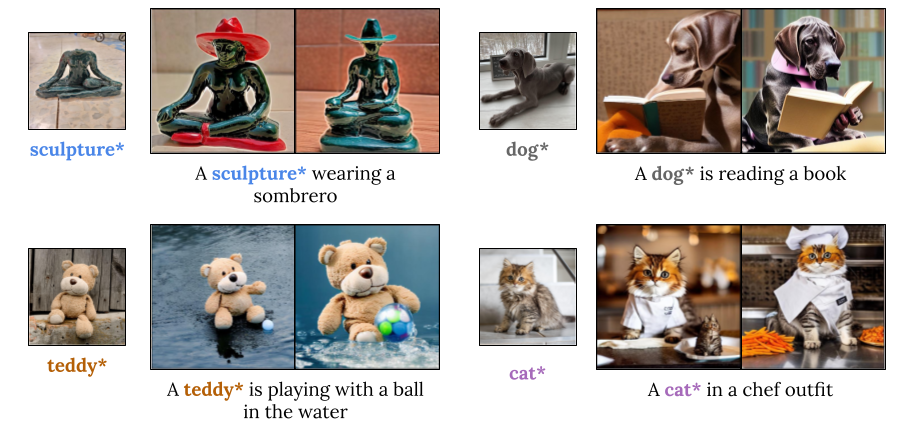 sculpture*
A sculpture* wearing a
sombrero
dog*
A dog* is reading a book
teddy*
A teddy* is playing with a ball
in the water
cat*
A cat* in a chef outfit